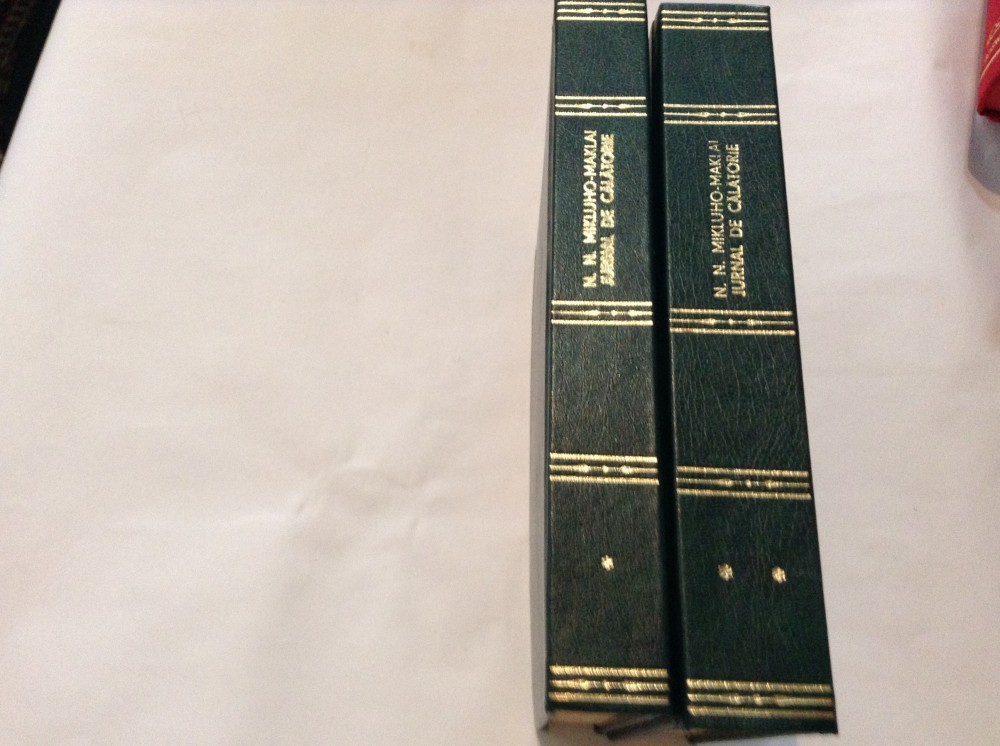 N. N. MIKLUHO-MAKLAI
JURNAL DE CĂLĂTORIE
*
N. N. MIKLUHO-MAKLAI
JURNAL DE CĂLĂTORIE
* *